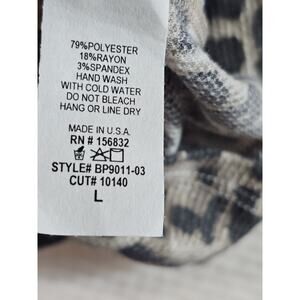 79%POLYESTER
18%RAYON
3%SPANDEX
HAND WASH
WITH COLD WATER
DO NOT BLEACH
HANG OR LINE DRY
MADE IN U.S.A.
RN # 156832
STYLE# BP9011-03
CUT# 10140
L